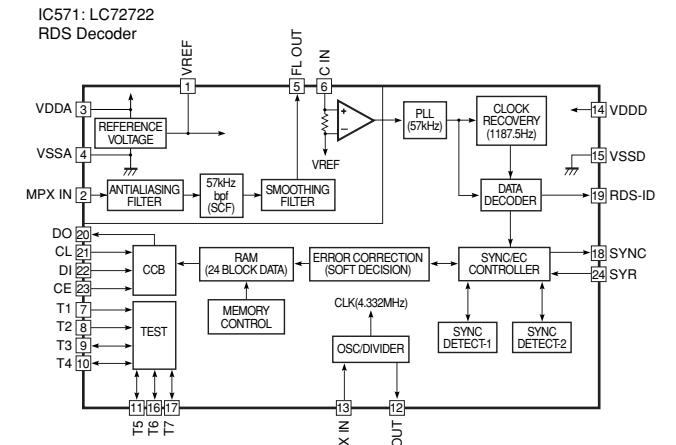 IC571: LC72722
RDS Decoder
VREF
FL OUT
C IN
1
5
6
VDDA 3
REFERENCE
VOLTAGE
VSSA 4
+
−
VREF
PLL
(57kHz)
CLOCK
RECOVERY
(1187.5Hz)
14 VDDD
15 VSSD
MPX IN 2
ANTIALIASING
FILTER
57kHz
bpf
(SCF)
SMOOTHING
FILTER
DATA
DECODER
19 RDS-ID
DO 20
CL 21
DI 22
CE 23
CCB
RAM
(24 BLOCK DATA)
ERROR CORRECTION
(SOFT DECISION)
SYNC/EC
CONTROLLER
18 SYNC
24 SYR
T1 7
T2 8
T3 9
T4 10
TEST
MEMORY
CONTROL
CLK(4.332MHz)
OSC/DIVIDER
SYNC
DETECT-1
SYNC
DETECT-2
11 16 17
13
12
T5
T6
T7
X IN
OUT